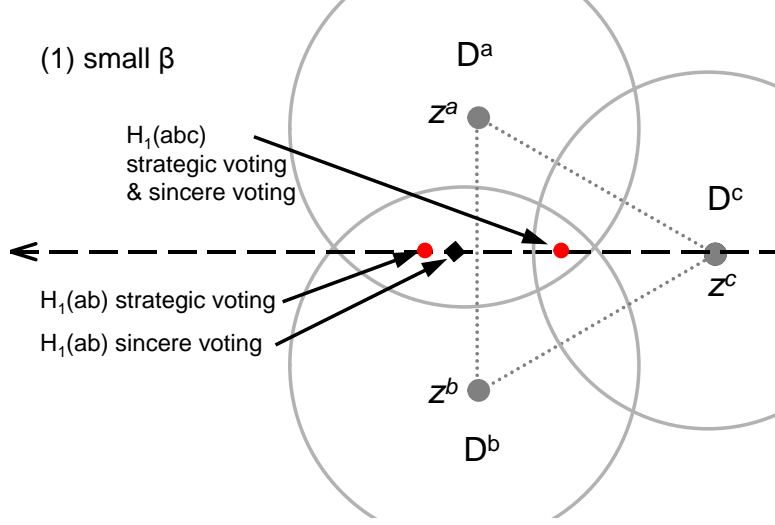 (1) small β
Dᵃ
zᵃ
H₁(abc)
strategic voting
& sincere voting
Dᶜ
zᶜ
H₁(ab) strategic voting
H₁(ab) sincere voting
zᵇ
Dᵇ